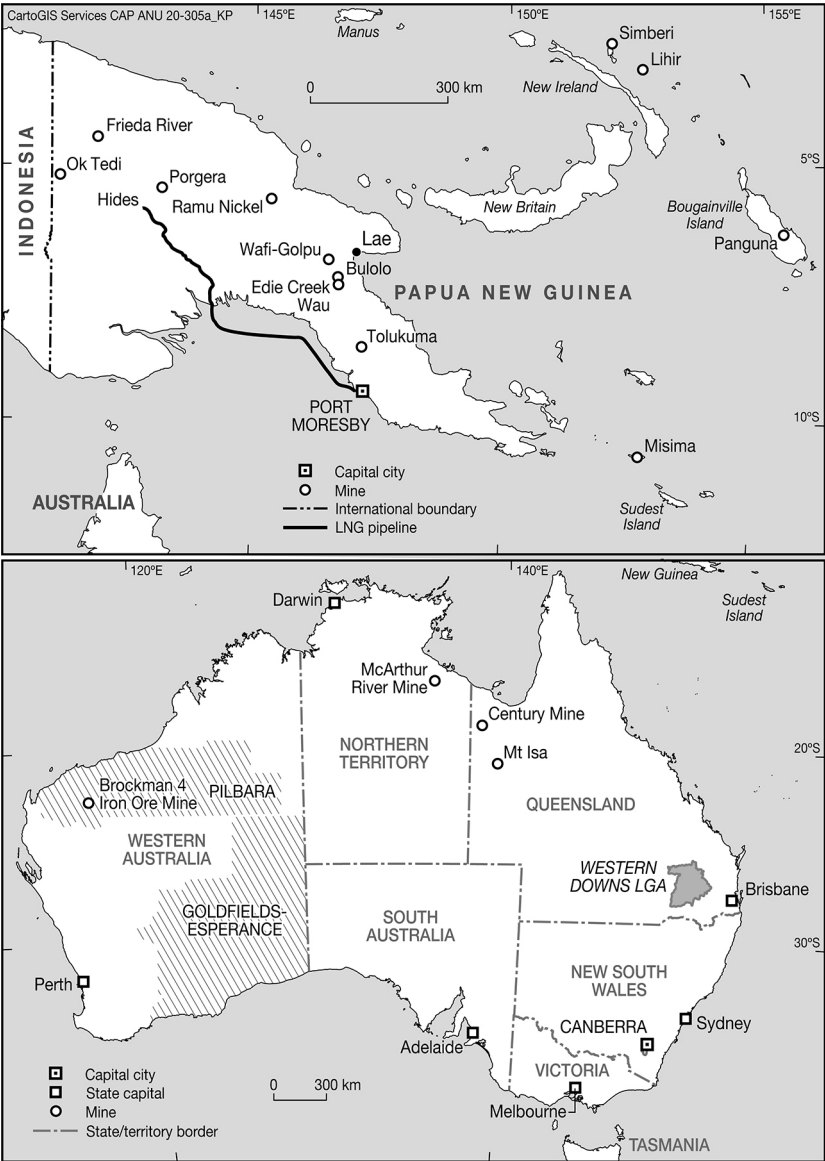 CartoGIS Services CAP ANU 20-305a_KP
145°E
150°E
155°E
Manus
Simberi
Lihir
0
300 km
New Ireland
INDONESIA
Frieda River
Ok Tedi
5°S
Porgera
Hides
Ramu Nickel
New Britain
Bougainville
Island
Panguna
Lae
Wafi-Golpu
Bulolo
Edie Creek
Wau
PAPUA NEW GUINEA
Tolukuma
PORT
MORESBY
10°S
Misima
Capital city
Mine
International boundary
LNG pipeline
AUSTRALIA
Sudest
Island
120°E
140°E
New Guinea
Sudest
Island
Darwin
McArthur
River Mine
Century Mine
NORTHERN
TERRITORY
Mt Isa
20°S
Brockman 4
Iron Ore Mine
PILBARA
QUEENSLAND
WESTERN
AUSTRALIA
WESTERN
DOWNS LGA
Brisbane
GOLDFIELDS-
ESPERANCE
SOUTH
AUSTRALIA
30°S
Perth
NEW SOUTH
WALES
CANBERRA
Sydney
Adelaide
VICTORIA
Melbourne
Capital city
State capital
Mine
State/territory border
0
300 km
TASMANIA